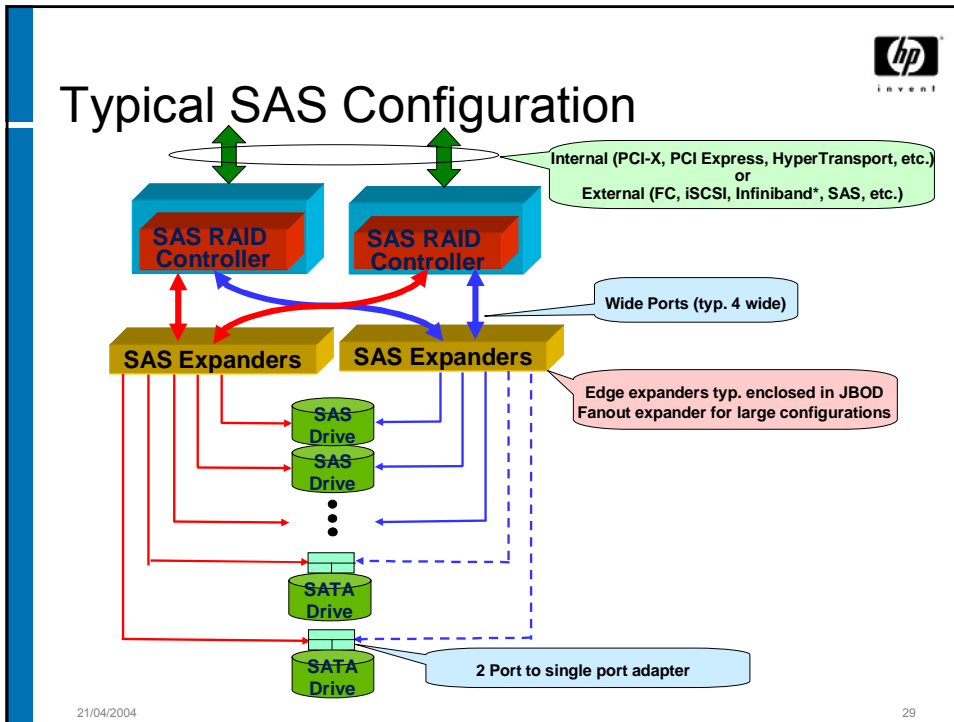 hp
invent
Typical SAS Configuration
Internal (PCI-X, PCI Express, HyperTransport, etc.)
or
External (FC, iSCSI, Infiniband*, SAS, etc.)
SAS RAID
Controller
SAS RAID
Controller
Wide Ports (typ. 4 wide)
SAS Expanders
SAS Expanders
Edge expanders typ. enclosed in JBOD
Fanout expander for large configurations
SAS
Drive
SAS
Drive
SATA
Drive
SATA
Drive
2 Port to single port adapter
21/04/2004
29